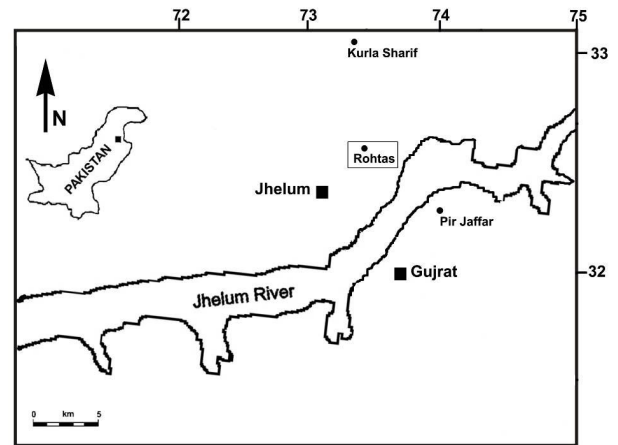 72 73 74 75
Kurla Sharif
33
N
PAKISTAN
Rohtas
Jhelum
Pir Jaffar
Gujrat
32
Jhelum River
0 km 5